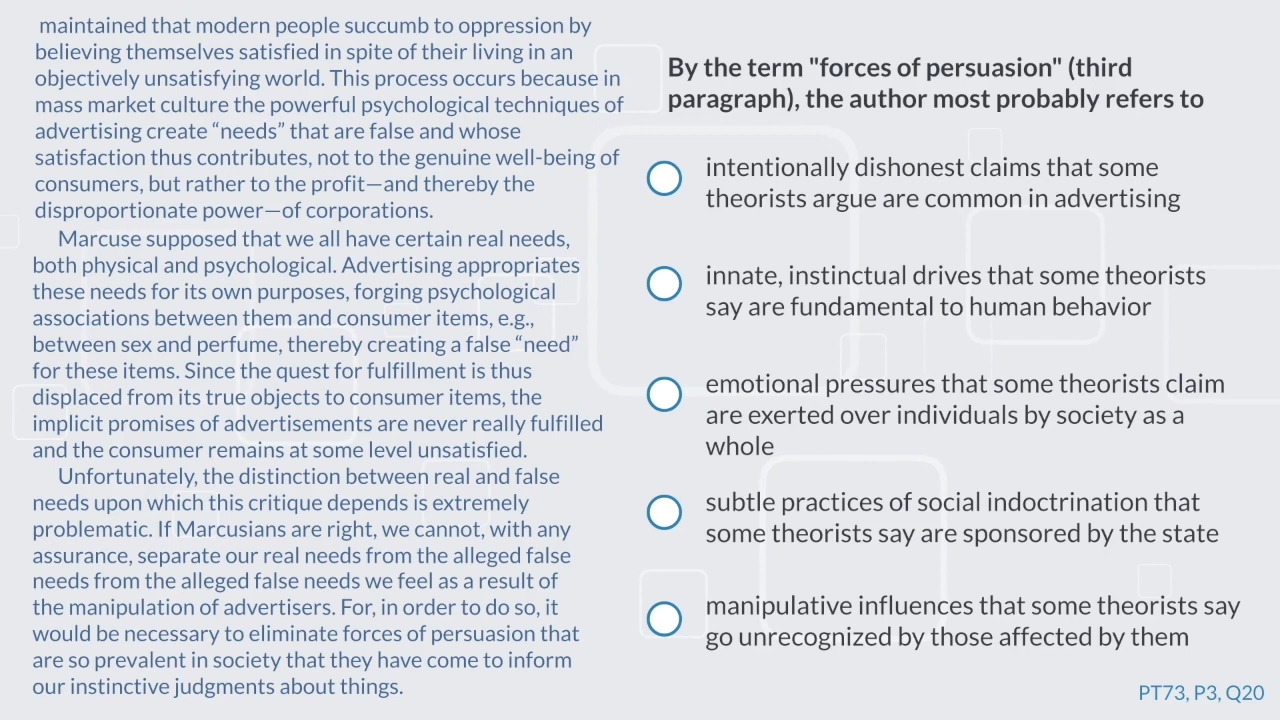 maintained that modern people succumb to oppression by
believing themselves satisfied in spite of their living in an
objectively unsatisfying world. This process occurs because in
mass market culture the powerful psychological techniques of
advertising create “needs” that are false and whose
satisfaction thus contributes, not to the genuine well-being of
consumers, but rather to the profit—and thereby the
disproportionate power—of corporations.
Marcuse supposed that we all have certain real needs,
both physical and psychological. Advertising appropriates
these needs for its own purposes, forging psychological
associations between them and consumer items, e.g.,
between sex and perfume, thereby creating a false “need”
for these items. Since the quest for fulfillment is thus
displaced from its true objects to consumer items, the
implicit promises of advertisements are never really fulfilled
and the consumer remains at some level unsatisfied.
Unfortunately, the distinction between real and false
needs upon which this critique depends is extremely
problematic. If Marcusians are right, we cannot, with any
assurance, separate our real needs from the alleged false
needs from the alleged false needs we feel as a result of
the manipulation of advertisers. For, in order to do so, it
would be necessary to eliminate forces of persuasion that
are so prevalent in society that they have come to inform
our instinctive judgments about things.
By the term "forces of persuasion" (third
paragraph), the author most probably refers to
intentionally dishonest claims that some
theorists argue are common in advertising
innate, instinctual drives that some theorists
say are fundamental to human behavior
emotional pressures that some theorists claim
are exerted over individuals by society as a
whole
subtle practices of social indoctrination that
some theorists say are sponsored by the state
manipulative influences that some theorists say
go unrecognized by those affected by them
PT73, P3, Q20